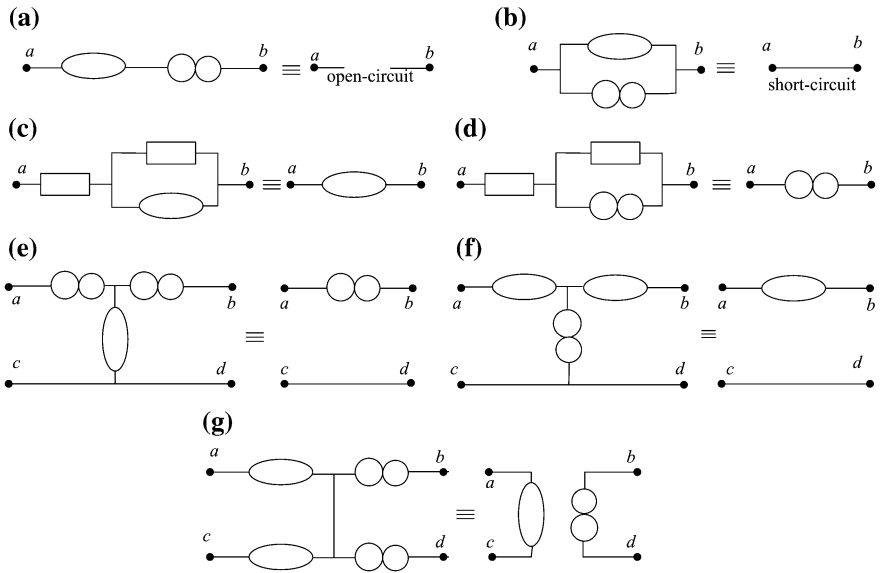 (a)
a b ≡ a b
open-circuit
(b)
a b ≡ a b
short-circuit
(c)
a b ≡ a b
(d)
a b ≡ a b
(e)
a b a b
≡
c d c d
(f)
a b a b
≡
c d c d
(g)
a b a b
≡
c d c d